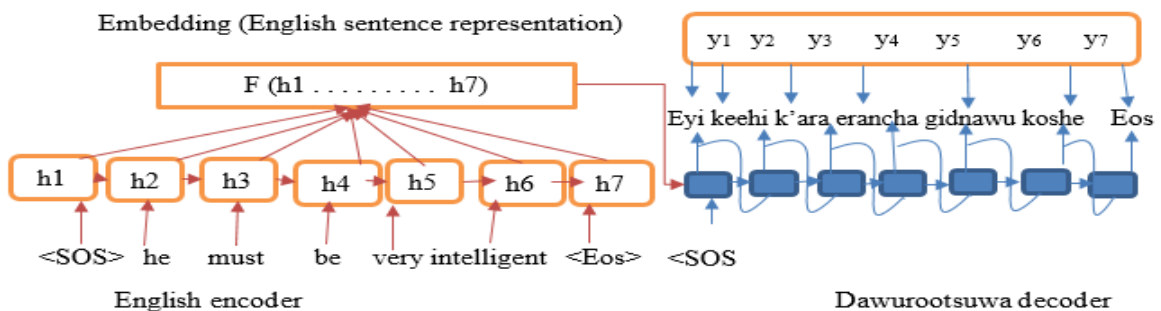 Embedding (English sentence representation)
y1 y2 y3 y4 y5 y6 y7
F (h1 . . . . . . . . . h7)
Eyi keehi k’ara erancha gidnawu koshe Eos
h1 h2 h3 h4 h5 h6 h7
<SOS> he must be very intelligent <Eos> <SOS
English encoder Dawurootsuwa decoder